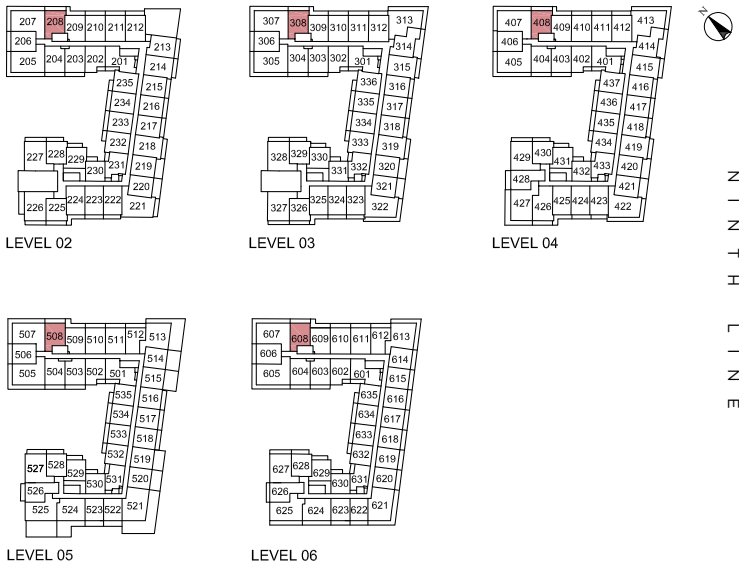 207 208 209 210 211 212
206 213
205 204 203 202 201 214
235 215
234 216
233 217
232 218
227 228 229 230 231 219
220
226 225 224 223 222 221
LEVEL 02
307 308 309 310 311 312 313
306 314
305 304 303 302 301 315
336 316
335 317
334 318
333 319
328 329 330 331 332 320
321
327 326 325 324 323 322
LEVEL 03
407 408 409 410 411 412 413
406 414
405 404 403 402 401 415
437 416
436 417
435 418
434 419
429 430 431 432 433 420
428 421
427 426 425 424 423 422
LEVEL 04
N
NINTH LINE
507 508 509 510 511 512 513
506 514
505 504 503 502 501 515
535 516
534 517
533 518
532 519
527 528 529 530 531 520
526
525 524 523 522 521
LEVEL 05
607 608 609 610 611 612 613
606 614
605 604 603 602 601 615
635 616
634 617
633 618
632 619
627 628 629 630 631 620
626
625 624 623 622 621
LEVEL 06